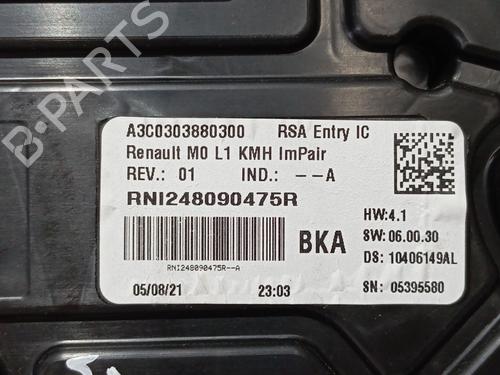 A3C0303880300 RSA Entry IC
Renault M0 L1 KMH ImPair
REV.: 01 IND.: --A
RNI248090475R
HW:4.1
BKA
SW: 06.00.30
DS: 10406149AL
RNI248090475R--A
05/08/21 23:03 SN: 05395580
B-PARTS